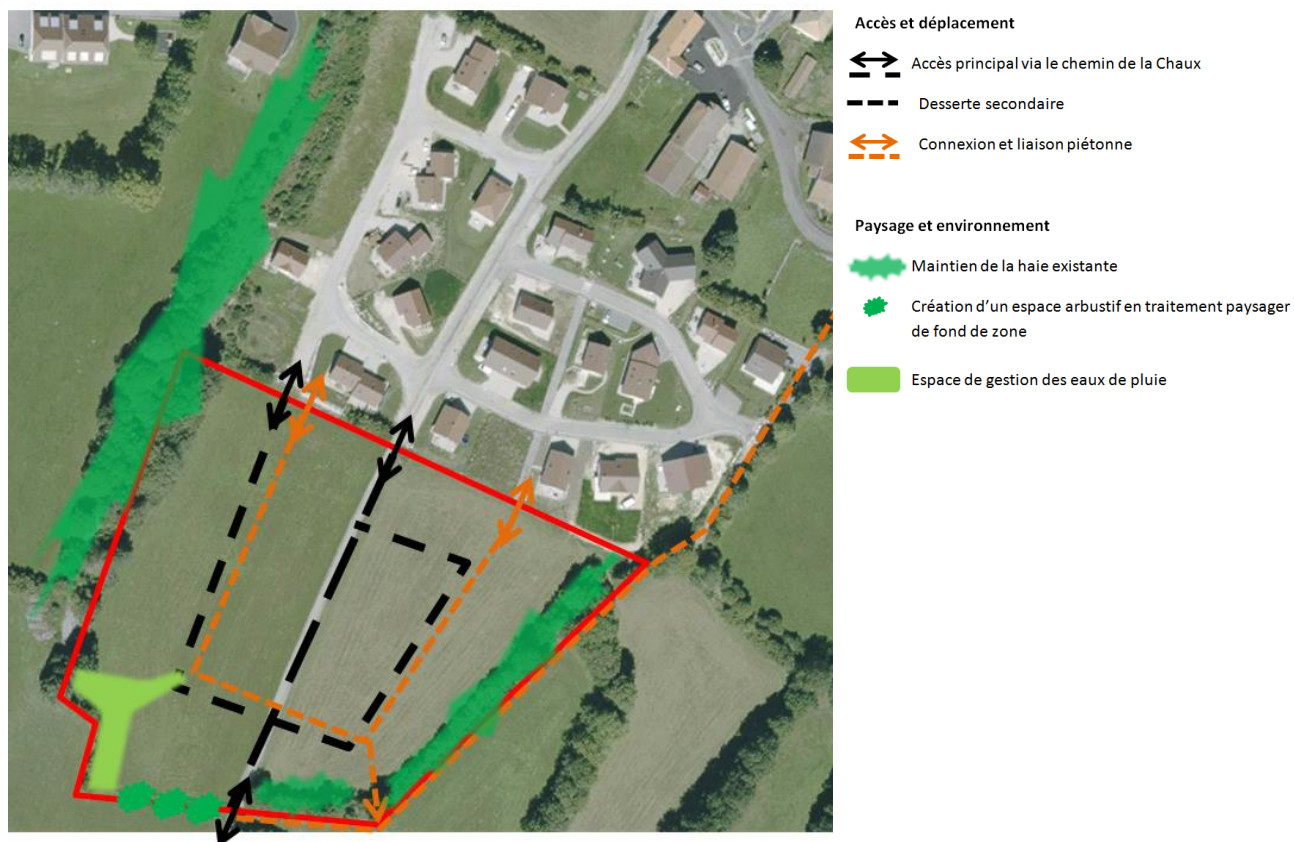 Accès et déplacement
Accès principal via le chemin de la Chaux
Desserte secondaire
Connexion et liaison piétonne
Paysage et environnement
Maintien de la haie existante
Création d'un espace arbustif en traitement paysager
de fond de zone
Espace de gestion des eaux de pluie